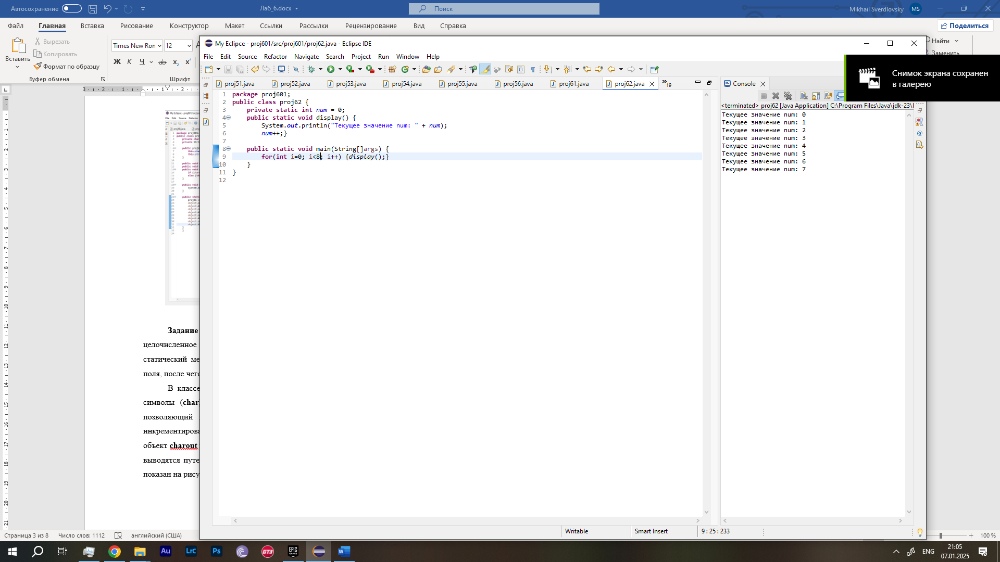 Автосохранение
Лаб_6.docx
Поиск
Mikhail Sverdlovsky
MS
Файл Главная Вставка Рисование Конструктор Макет Ссылки Рассылки Рецензирование Вид Справка
Поделиться
Вставить
Вырезать
Копировать
Формат по образцу
Буфер обмена
Times New Ron
12
Ж К Ч ab x₂ x²
Шрифт
Найти
Заменить
My Eclipce - proj601/src/proj601/proj62.java - Eclipse IDE
File Edit Source Refactor Navigate Search Project Run Window Help
proj51.java proj52.java proj53.java proj54.java proj55.java proj56.java proj61.java proj62.java »19
1 package proj601;
2 public class proj62 {
3 private static int num = 0;
4 public static void display() {
5 System.out.println("Текущее значение num: " + num);
6 num++;}
7
8 public static void main(String[]args) {
9 for(int i=0; i<8; i++) {display();}
10 }
11 }
12
Console
<terminated> proj62 [Java Application] C:\Program Files\Java\jdk-23\
Текущее значение num: 0
Текущее значение num: 1
Текущее значение num: 2
Текущее значение num: 3
Текущее значение num: 4
Текущее значение num: 5
Текущее значение num: 6
Текущее значение num: 7
Снимок экрана сохранен
в галерею
Задание
целочисленное
статический ме
поля, после чего
В классе
символы (char
позволяющий
инкрементирова
объект charout
выводятся путе
показан на рису
Writable
Smart Insert
9 : 25 : 233
Страница 3 из 8
Число слов: 1112
английский (США)
100 %
Au
Lrc
Ps
GT3
EPIC GAMES
W
ENG
21:05
07.01.2025